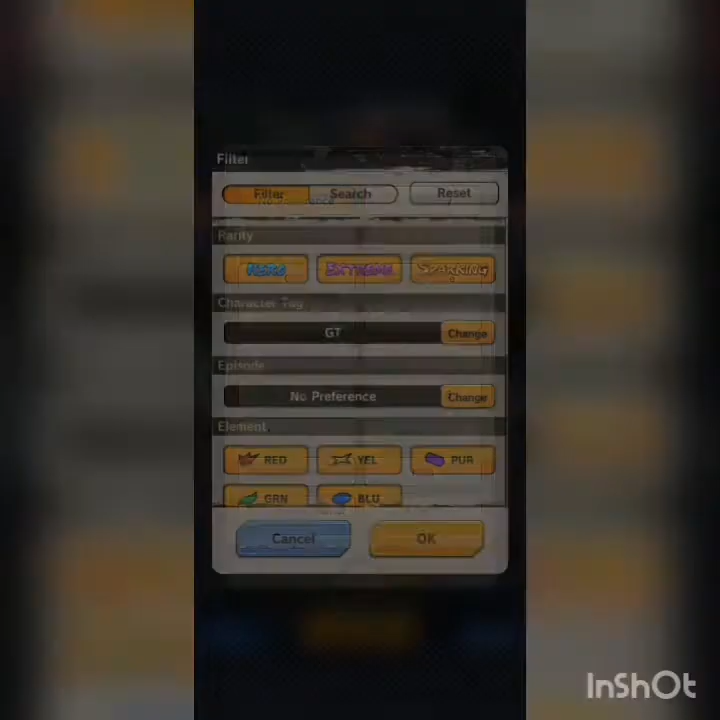 Filter
Filter Search Reset
Rarity
HERO EXTREME SPARKING
Character Tag
GT Change
Episode
No Preference Change
Element
RED YEL PUR
GRN BLU
Cancel OK
InShOt